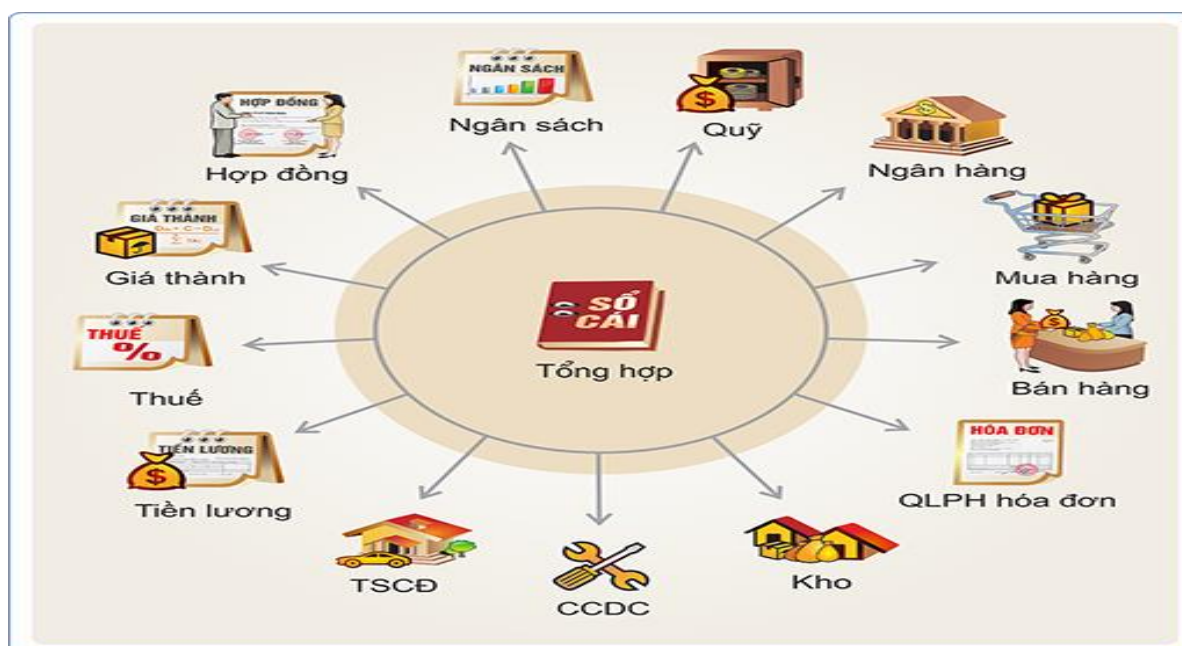 NGÂN SÁCH
Ngân sách
Quỹ
HỢP ĐỒNG
Hợp đồng
Ngân hàng
GIÁ THÀNH
Giá thành
Mua hàng
SỔ
CÁI
Tổng hợp
THUẾ
%
Thuế
Bán hàng
TIỀN LƯƠNG
Tiền lương
HÓA ĐƠN
QLPH hóa đơn
TSCĐ
CCDC
Kho